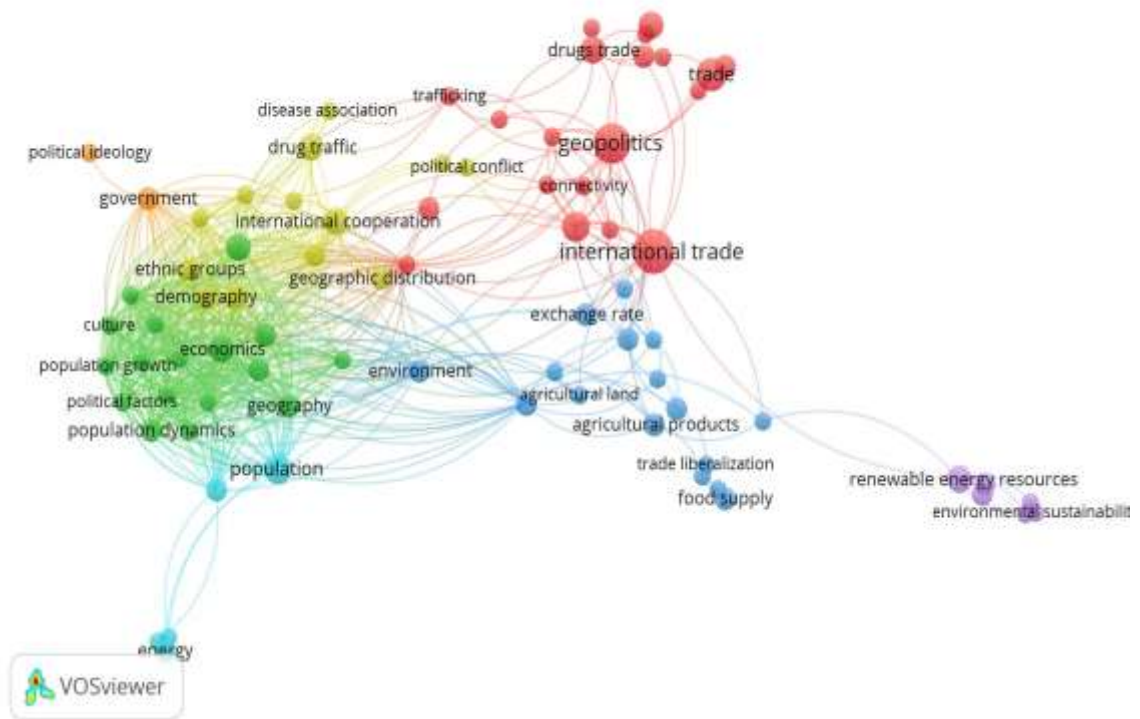 drugs trade
trade
trafficking
disease association
drug traffic
geopolitics
political ideology
political conflict
connectivity
government
international cooperation
international trade
ethnic groups
geographic distribution
demography
exchange rate
culture
economics
population growth
environment
agricultural land
political factors
geography
agricultural products
population dynamics
trade liberalization
population
renewable energy resources
food supply
environmental sustainabilit
energy
VOSviewer